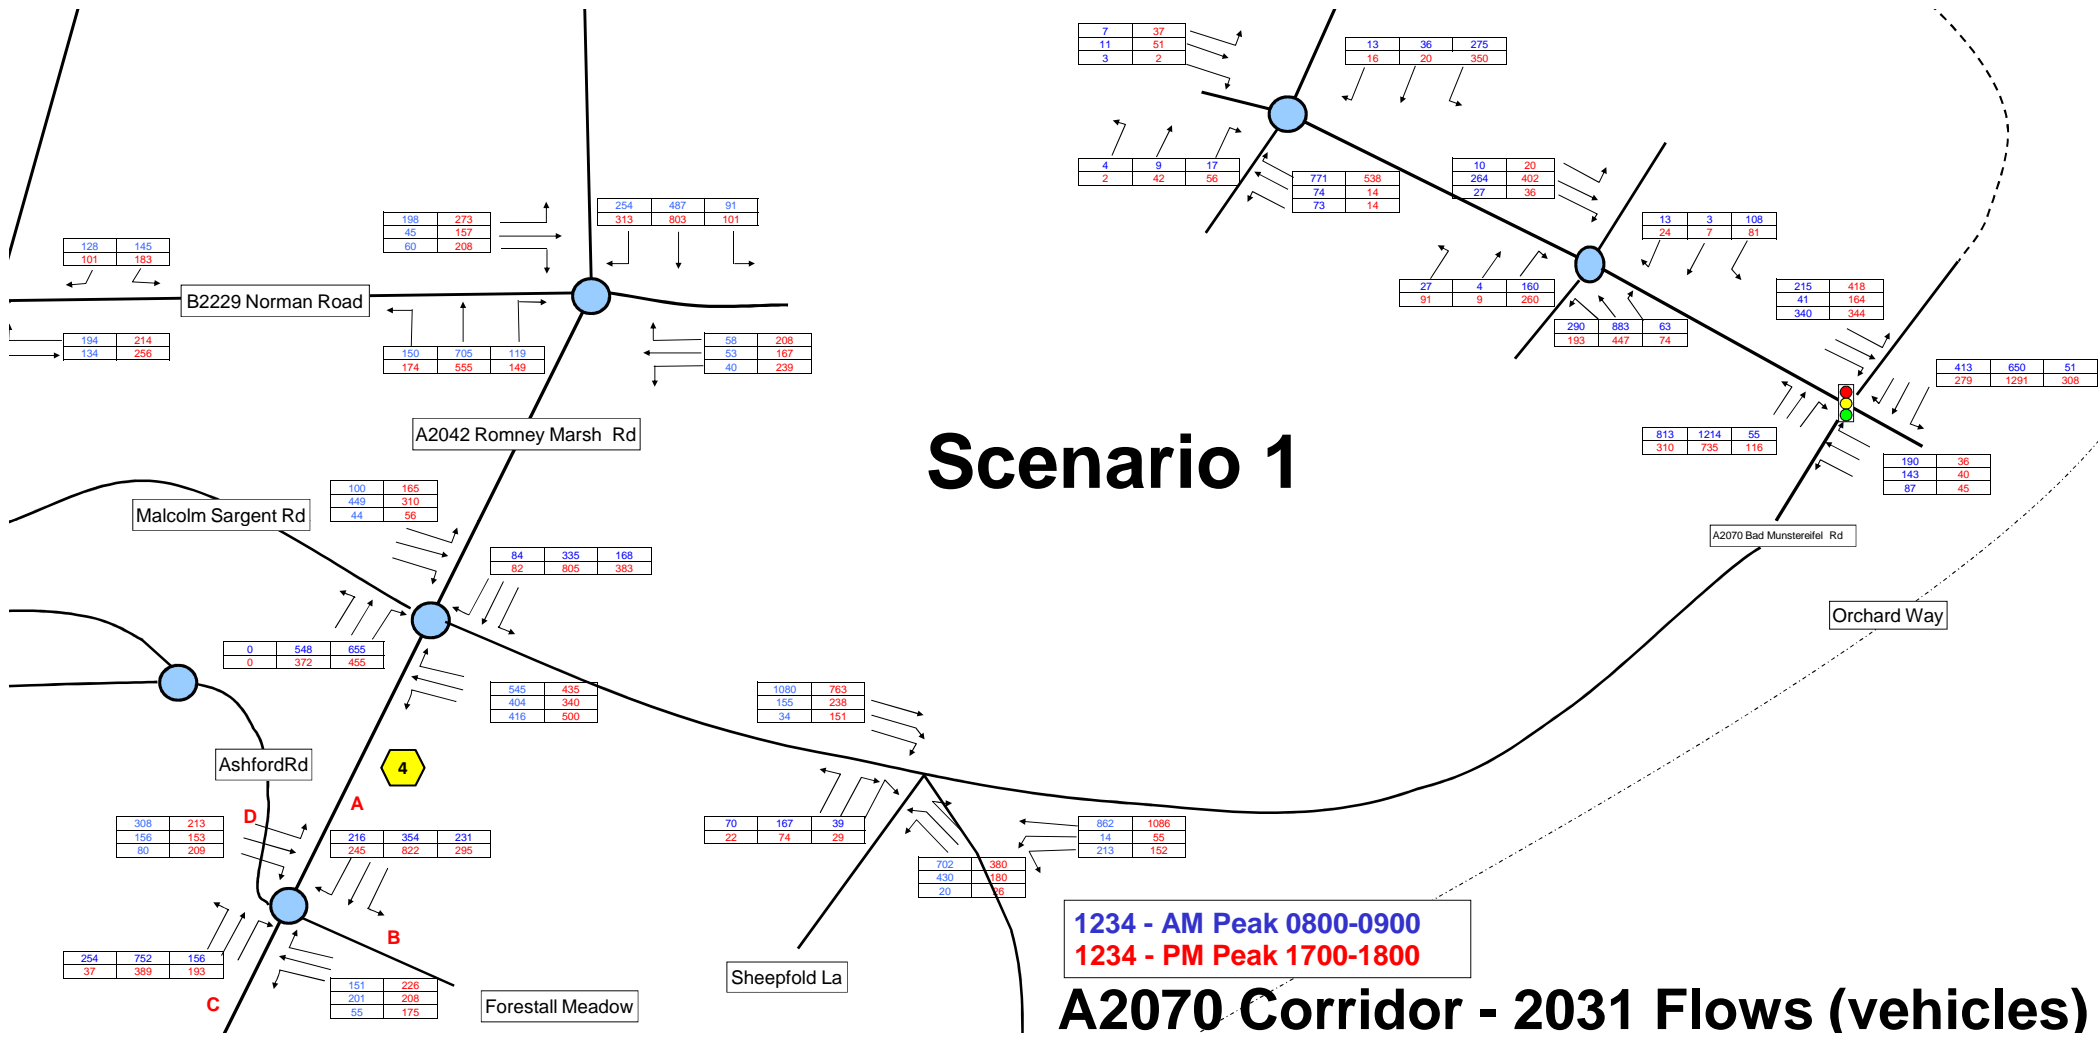 7 37
11 51
3 2
13 36 275
16 20 350
4 9 17
2 42 56
771 538
74 14
73 14
10 20
264 402
27 36
13 3 108
24 7 81
27 4 160
91 9 260
290 883 63
193 447 74
215 418
41 164
340 344
413 650 51
279 1291 308
813 1214 55
310 735 116
190 36
143 40
87 45
198 273
45 157
60 208
254 487 91
313 803 101
128 145
101 183
B2229 Norman Road
194 214
134 256
150 705 119
174 555 149
58 208
53 167
40 239
A2042 Romney Marsh Rd
Scenario 1
100 165
449 310
44 56
Malcolm Sargent Rd
84 335 168
82 805 383
A2070 Bad Munstereifel Rd
Orchard Way
0 548 655
0 372 455
545 435
404 340
416 500
1080 763
155 238
34 151
AshfordRd
4
A
D
308 213
156 153
80 209
216 354 231
245 822 295
70 167 39
22 74 29
862 1086
14 55
213 152
702 380
430 180
20 26
B
254 752 156
37 389 193
C
151 226
201 208
55 175
Forestall Meadow
Sheepfold La
1234 - AM Peak 0800-0900
1234 - PM Peak 1700-1800
A2070 Corridor - 2031 Flows (vehicles)